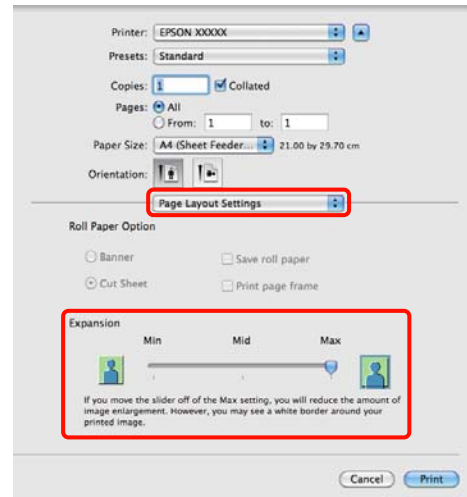 Printer: EPSON XXXXX
Presets: Standard
Copies: 1 Collated
Pages: All
From: 1 to: 1
Paper Size: A4 (Sheet Feeder... 21.00 by 29.70 cm
Orientation:
Page Layout Settings
Roll Paper Option
Banner Save roll paper
Cut Sheet Print page frame
Expansion
Min Mid Max
If you move the slider off of the Max setting, you will reduce the amount of
image enlargement. However, you may see a white border around your
printed image.
Cancel Print